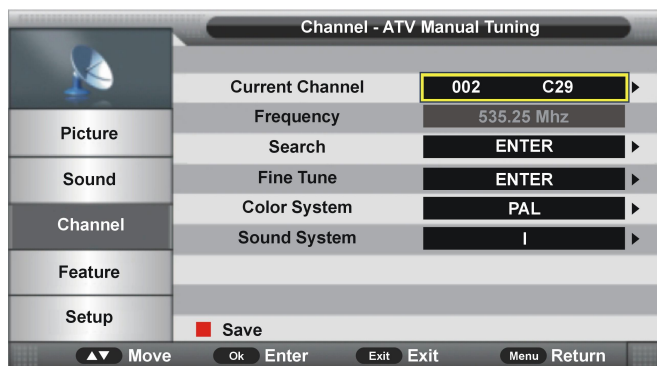 Channel - ATV Manual Tuning
Current Channel 002 C29
Frequency 535.25 Mhz
Search ENTER
Fine Tune ENTER
Color System PAL
Sound System I
Picture
Sound
Channel
Feature
Setup
Save
Move Ok Enter Exit Exit Menu Return